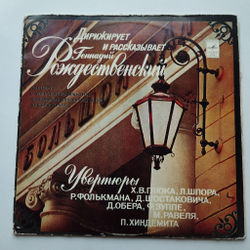 Дирижирует
и рассказывает
Геннадий
Рождественский
БОЛЬШОЙ
Увертюры
Х.В.ГЛЮКА, Л.ШПОРА,
Р.ФОЛЬКМАНА, Д.ШОСТАКОВИЧА,
Д.ОБЕРА, Ф.ЗУППЕ,
М.РАВЕЛЯ,
П.ХИНДЕМИТА